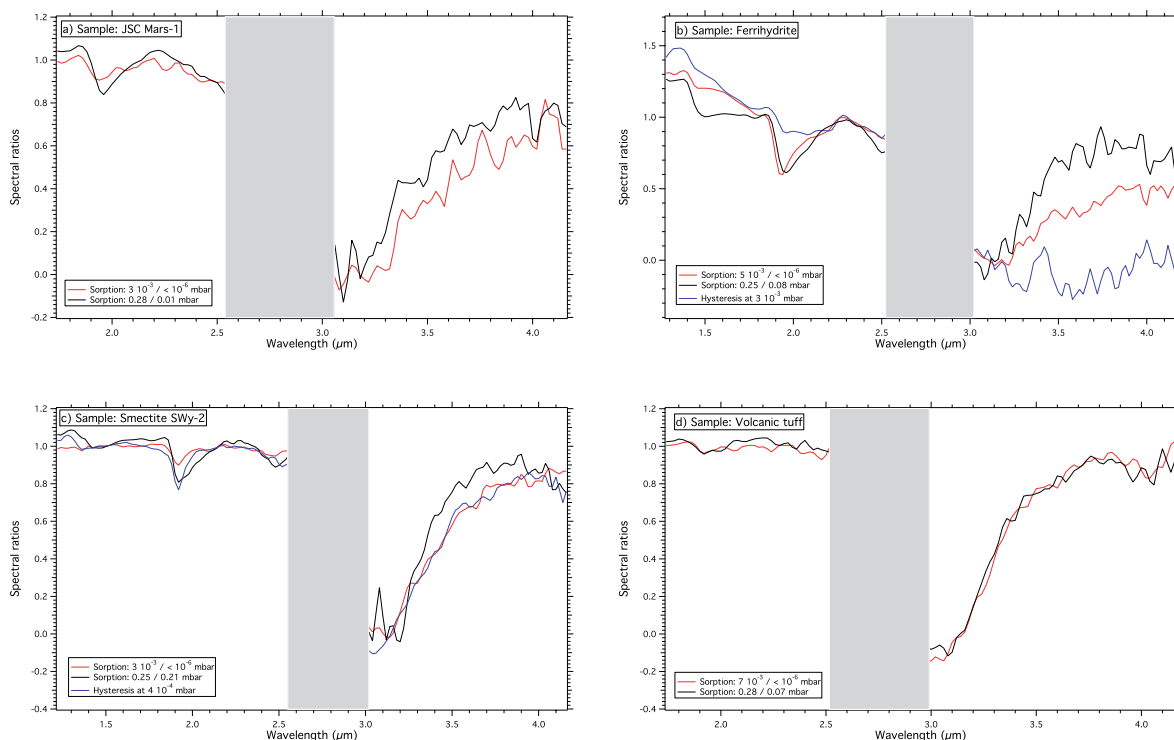 a) Sample: JSC Mars-1
1.2
1.0
0.8
0.6
0.4
0.2
0.0
-0.2
Spectral ratios
Sorption: 3 10⁻³ / < 10⁻⁶ mbar
Sorption: 0.28 / 0.01 mbar
2.0 2.5 3.0 3.5 4.0
Wavelength (µm)
b) Sample: Ferrihydrite
1.5
1.0
0.5
0.0
Spectral ratios
Sorption: 5 10⁻³ / < 10⁻⁶ mbar
Sorption: 0.25 / 0.08 mbar
Hysteresis at 3 10⁻³ mbar
1.5 2.0 2.5 3.0 3.5 4.0
Wavelength (µm)
c) Sample: Smectite SWy-2
1.2
1.0
0.8
0.6
0.4
0.2
0.0
-0.2
-0.4
Spectral ratios
Sorption: 3 10⁻³ / < 10⁻⁶ mbar
Sorption: 0.25 / 0.21 mbar
Hysteresis at 4 10⁻⁴ mbar
1.5 2.0 2.5 3.0 3.5 4.0
Wavelength (µm)
d) Sample: Volcanic tuff
1.2
1.0
0.8
0.6
0.4
0.2
0.0
-0.2
-0.4
Spectral ratios
Sorption: 7 10⁻³ / < 10⁻⁶ mbar
Sorption: 0.28 / 0.07 mbar
2.0 2.5 3.0 3.5 4.0
Wavelength (µm)